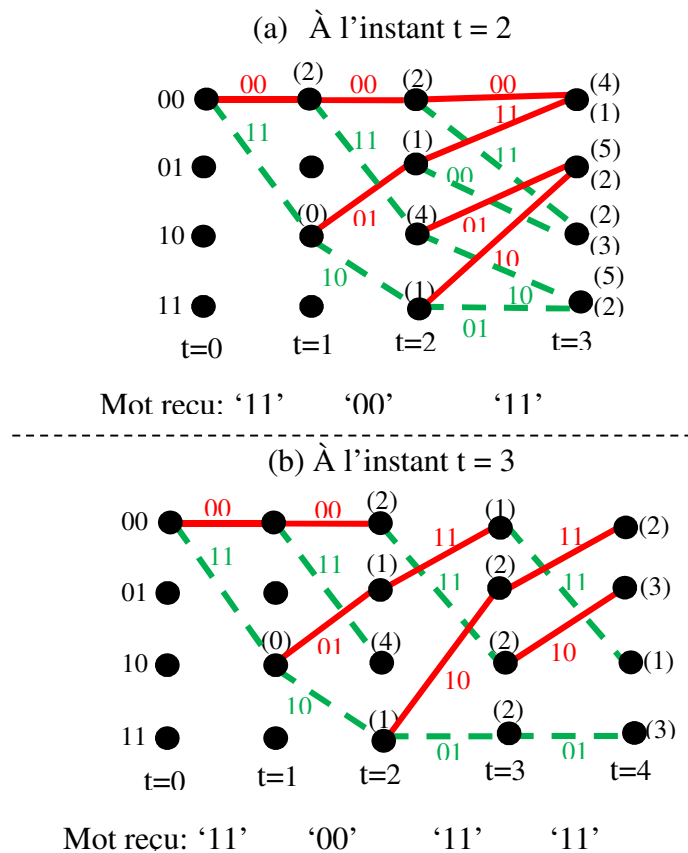 (a) À l'instant t = 2
(2) (2) (4)
00 00 00 00
11 (1)
11 (1) 11 11 (5)
01 00 (2)
(0) (4) (2)
10 01 01 (3)
10 (1) 10 10 (5)
11 01 (2)
t=0 t=1 t=2 t=3
Mot reçu: ‘11’ ‘00’ ‘11’
(b) À l'instant t = 3
(2) (1)
00 00 00 11 (2)
11 11 (1) 11 (2) 11
01 (3)
(0) 01 (4) (2)
10 10 10 (1)
10 (1) (2)
11 01 01 (3)
t=0 t=1 t=2 t=3 t=4
Mot reçu: ‘11’ ‘00’ ‘11’ ‘11’